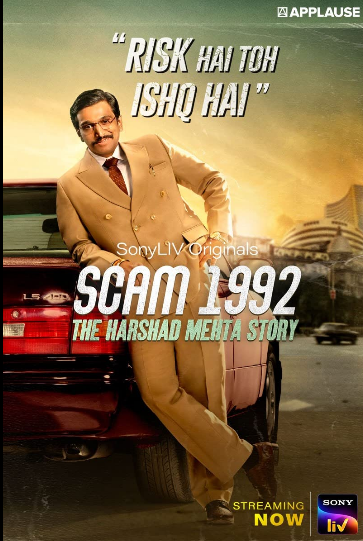 APPLAUSE
"RISK HAI TOH
ISHQ HAI"
SonyLIV Originals
SCAM 1992
THE HARSHAD MEHTA STORY
STREAMING
NOW
SONY
liv